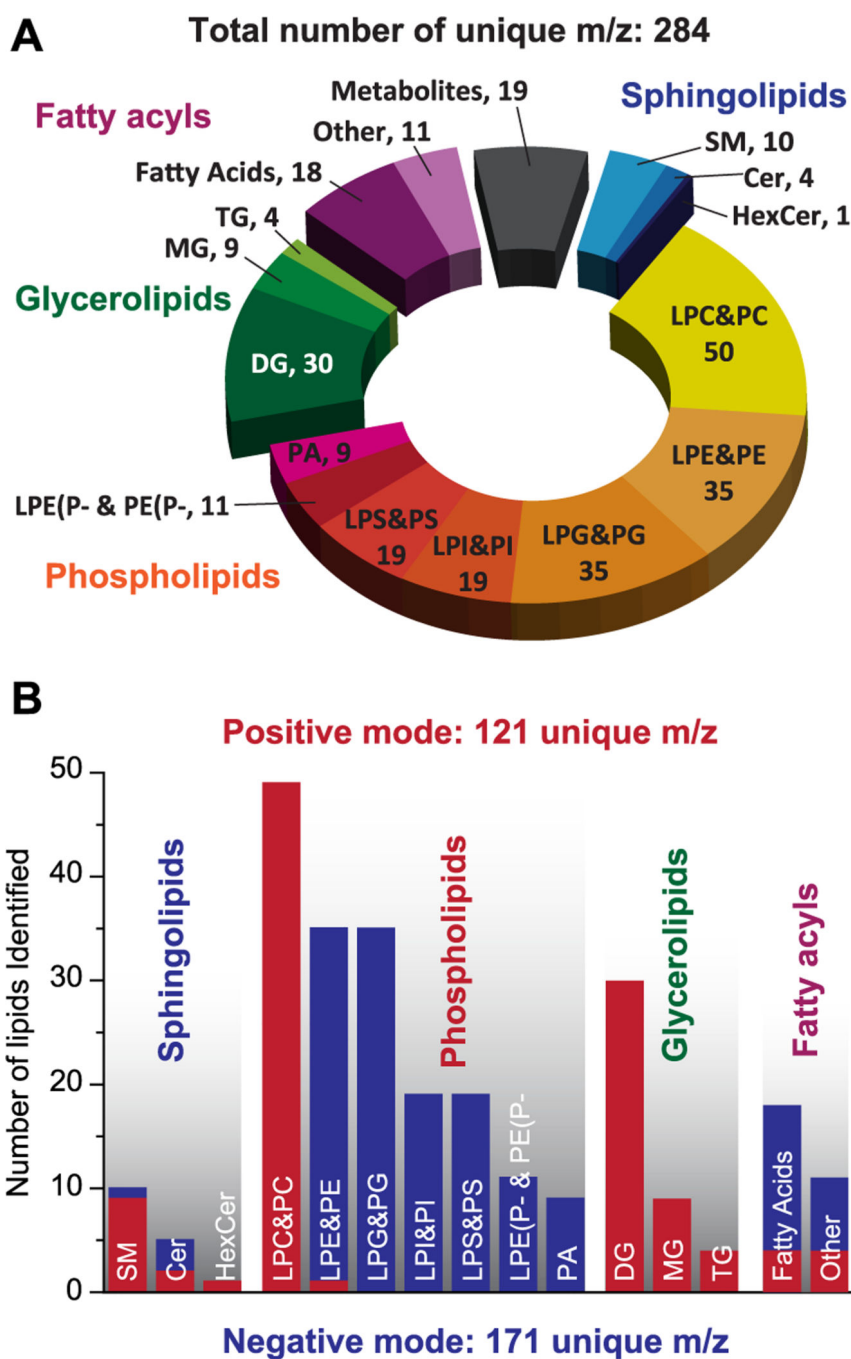 A
Total number of unique m/z: 284
Metabolites, 19
Sphingolipids
Fatty acyls
Other, 11
SM, 10
Fatty Acids, 18
Cer, 4
TG, 4
HexCer, 1
MG, 9
Glycerolipids
LPC&PC
50
DG, 30
PA, 9
LPE&PE
35
LPE(P- & PE(P-, 11
LPS&PS
19
LPI&PI
19
LPG&PG
35
Phospholipids
B
Positive mode: 121 unique m/z
Number of lipids Identified
50
40
30
20
10
0
Sphingolipids
Phospholipids
Glycerolipids
Fatty acyls
SM
Cer
HexCer
LPC&PC
LPE&PE
LPG&PG
LPI&PI
LPS&PS
LPE(P- & PE(P-
PA
DG
MG
TG
Fatty Acids
Other
Negative mode: 171 unique m/z